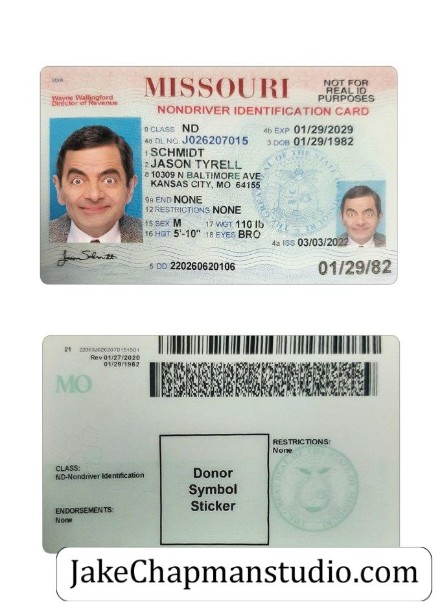 USA
Wayne Wallingford
Director of Revenue
MISSOURI
NOT FOR
REAL ID
PURPOSES
NONDRIVER IDENTIFICATION CARD
9 CLASS ND
4b EXP 01/29/2029
4d DL NO. J026207015
3 DOB 01/29/1982
1 SCHMIDT
2 JASON TYRELL
8 10309 N BALTIMORE AVE
KANSAS CITY, MO 64155
9a END NONE
12 RESTRICTIONS NONE
15 SEX M
17 WGT 110 lb
16 HGT 5'-10"
18 EYES BRO
4a ISS 03/03/2022
5 DD 220260620106
01/29/82
21
Rev 01/27/2020
01/29/1982
MO
CLASS:
ND-Nondriver Identification
ENDORSEMENTS:
None
Donor
Symbol
Sticker
RESTRICTIONS:
None
JakeChapmanstudio.com